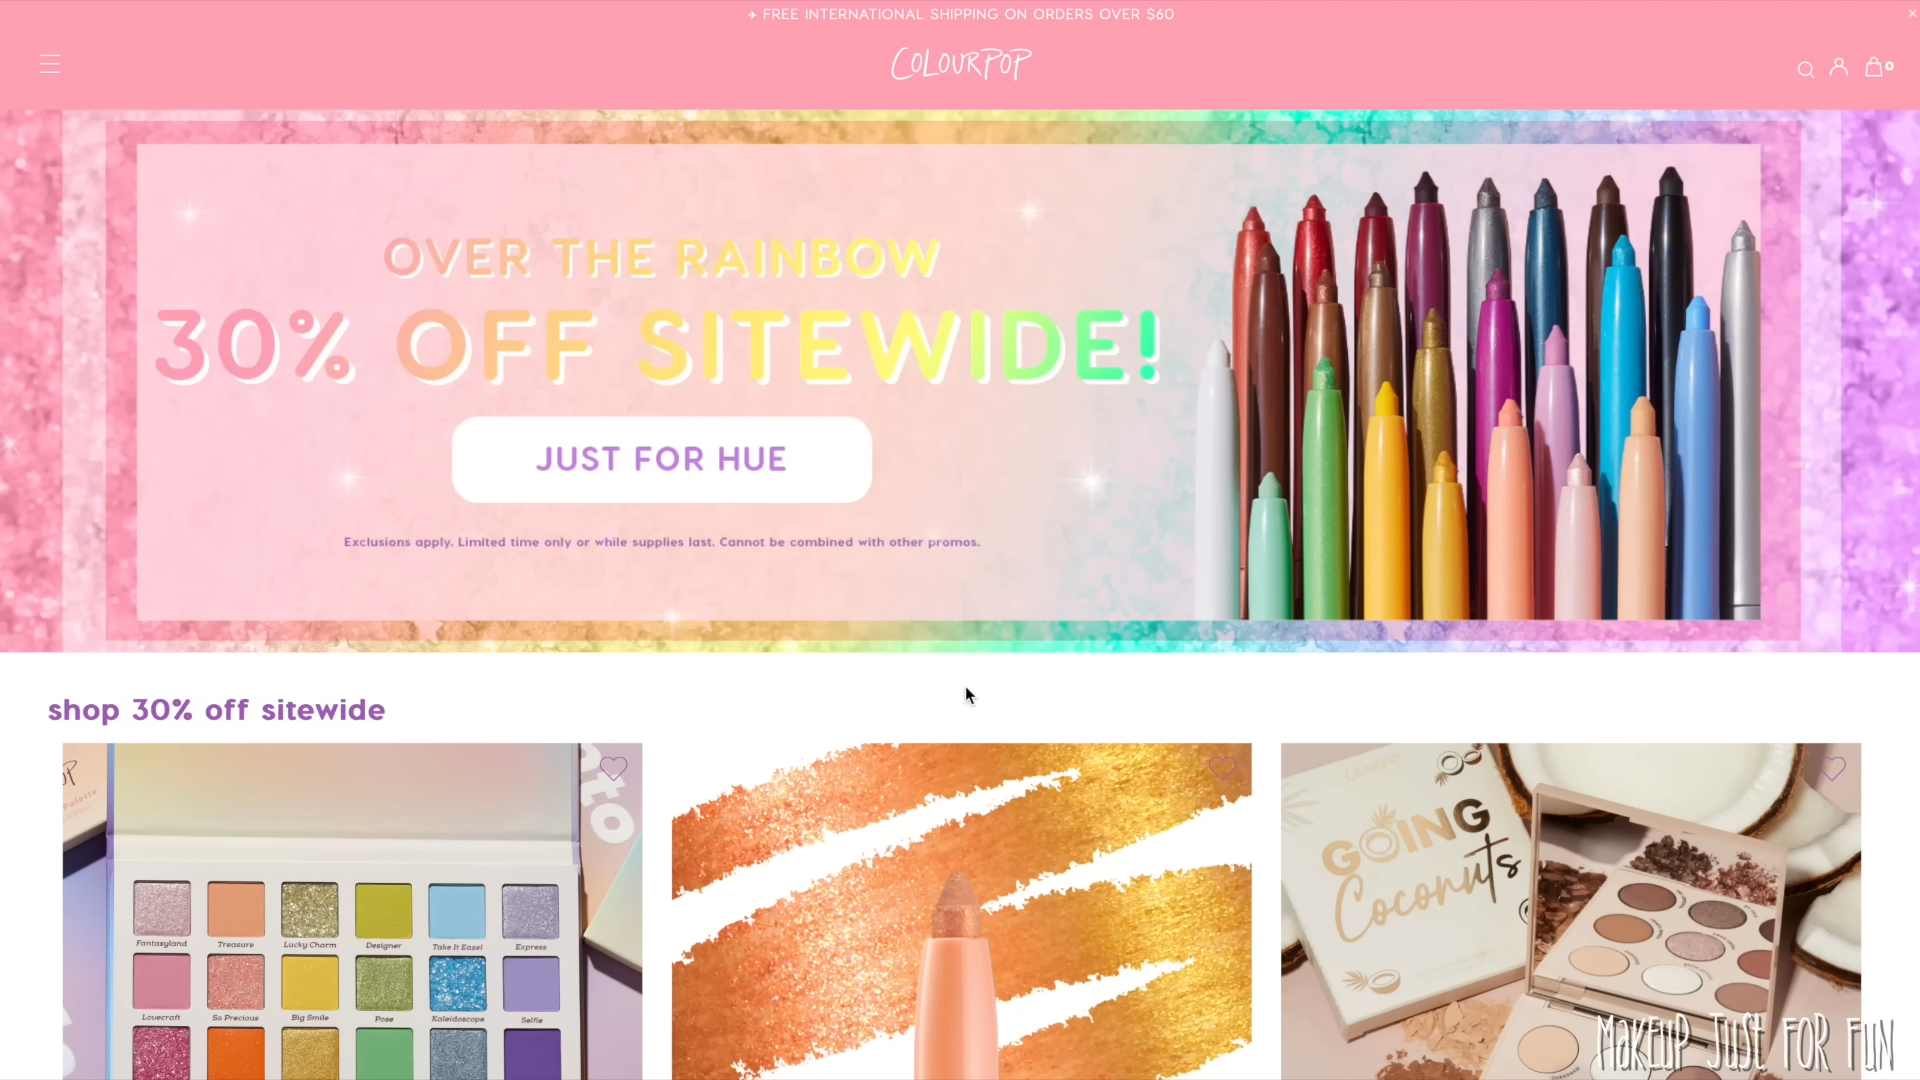 ✈ FREE INTERNATIONAL SHIPPING ON ORDERS OVER $60
COLOURPOP
0
OVER THE RAINBOW
30% OFF SITEWIDE!
JUST FOR HUE
Exclusions apply. Limited time only or while supplies last. Cannot be combined with other promos.
shop 30% off sitewide
Palette
Fantasyland
Treasure
Lucky Charm
Designer
Take It Easel
Express
Lovecraft
So Precious
Big Smile
Pose
Kaleidoscope
Selfie
GOING
Coconuts
MAKEUP JUST FOR FUN